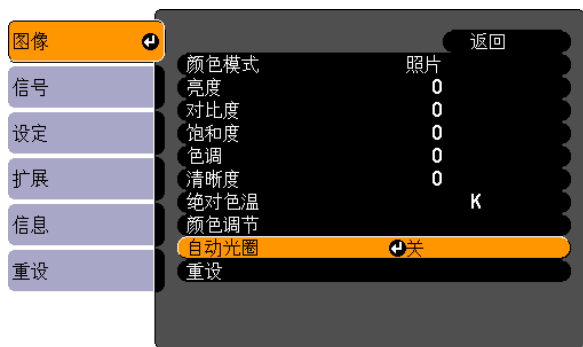 图像
信号
设定
扩展
信息
重设
返回
颜色模式 照片
亮度 0
对比度 0
饱和度 0
色调 0
清晰度 0
绝对色温 K
颜色调节
自动光圈 关
重设